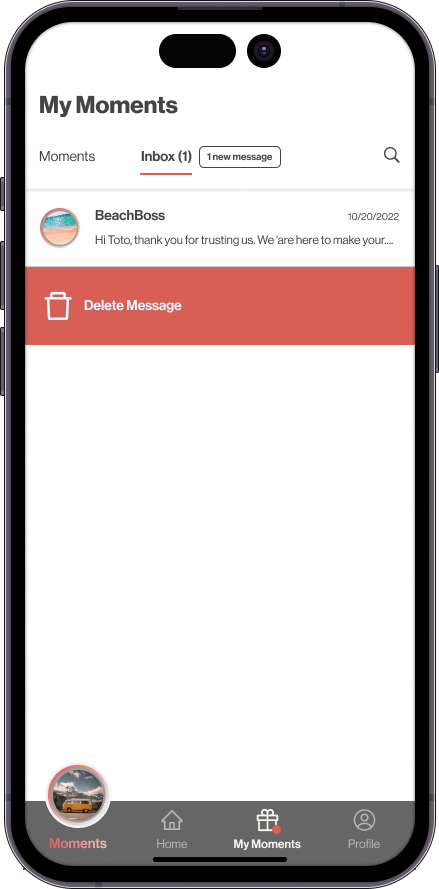 My Moments
Moments Inbox (1) 1 new message
BeachBoss 10/20/2022
Hi Toto, thank you for trusting us. We 'are here to make your....
Delete Message
Moments Home My Moments Profile